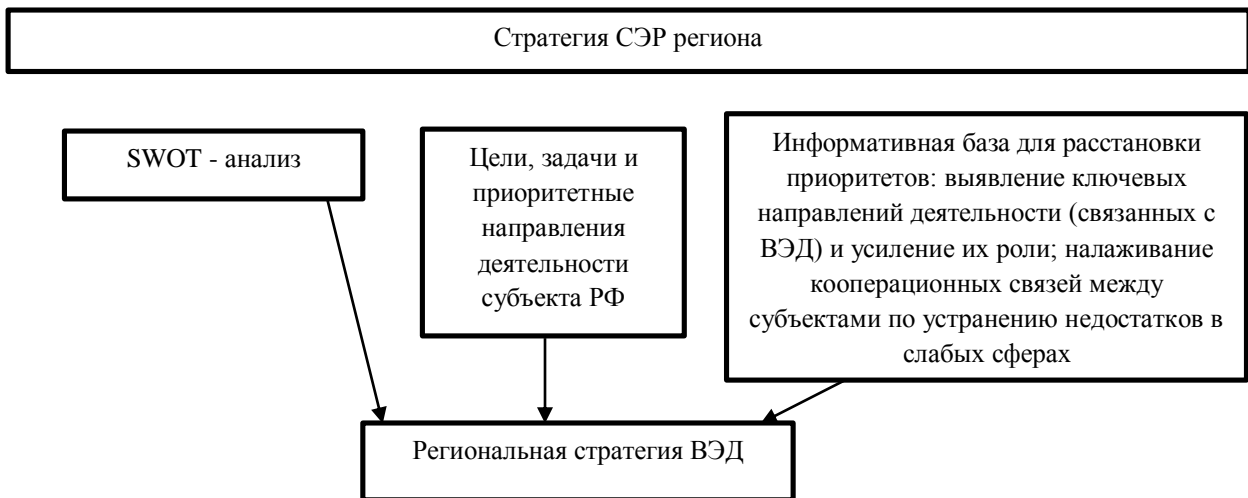 Стратегия СЭР региона
SWOT - анализ
Цели, задачи и
приоритетные
направления
деятельности
субъекта РФ
Информативная база для расстановки
приоритетов: выявление ключевых
направлений деятельности (связанных с
ВЭД) и усиление их роли; налаживание
кооперационных связей между
субъектами по устранению недостатков в
слабых сферах
Региональная стратегия ВЭД